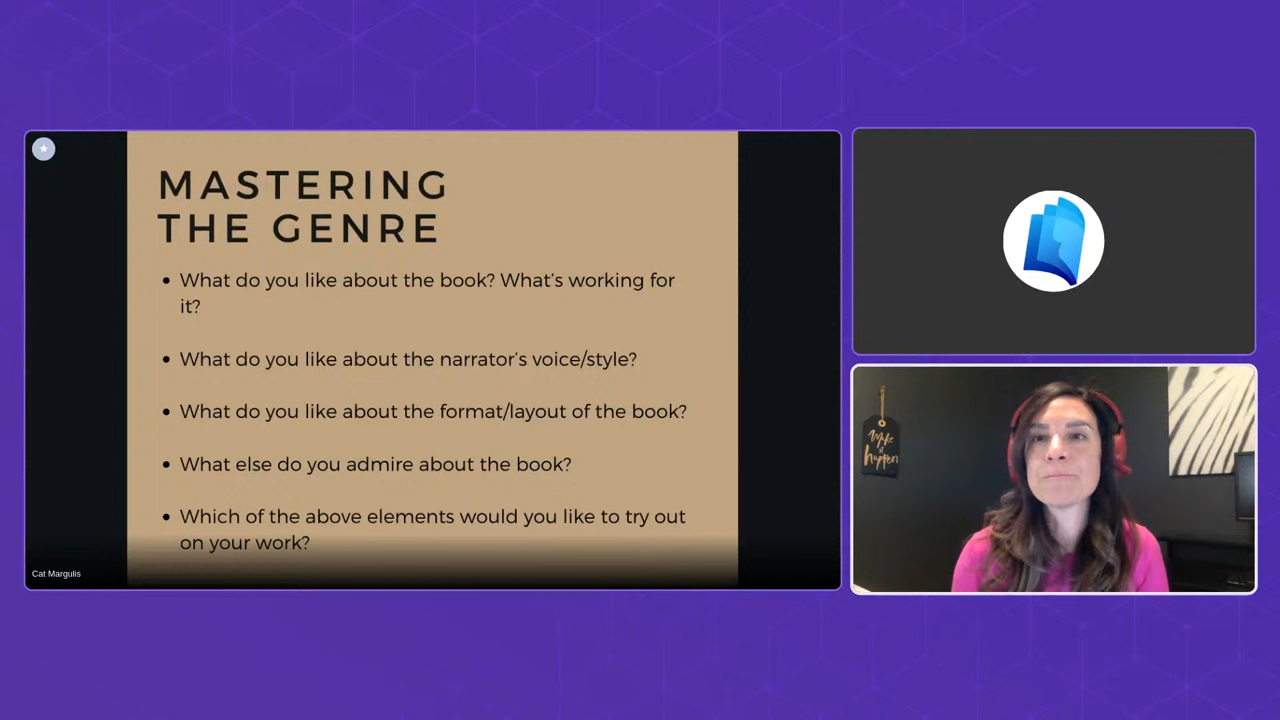 MASTERING
THE GENRE
• What do you like about the book? What's working for
it?
• What do you like about the narrator's voice/style?
• What do you like about the format/layout of the book?
• What else do you admire about the book?
• Which of the above elements would you like to try out
on your work?
Cat Margulis
Make
it
happen